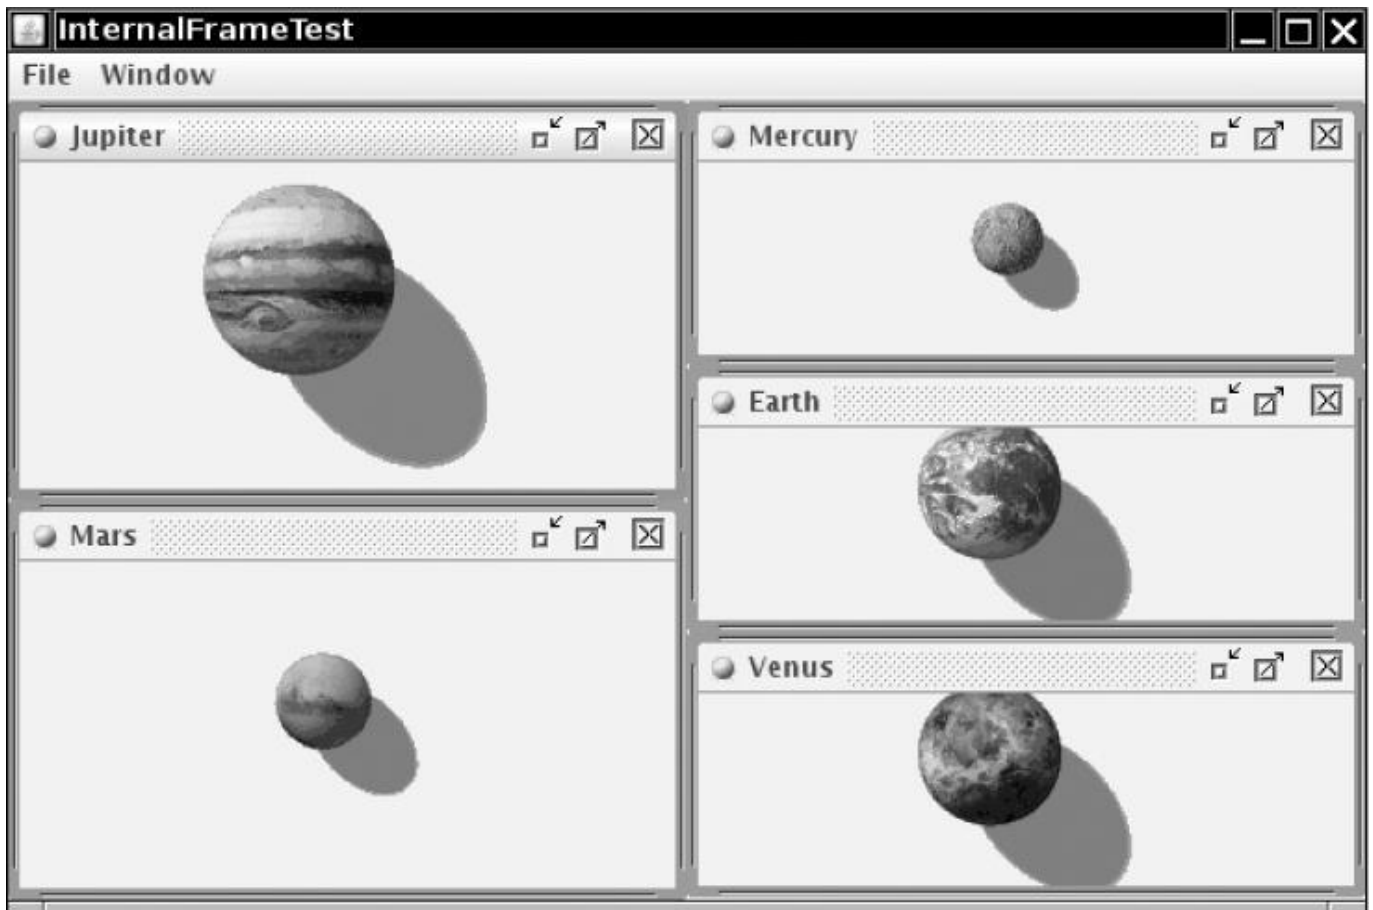 InternalFrameTest
File Window
Jupiter
Mercury
Earth
Mars
Venus